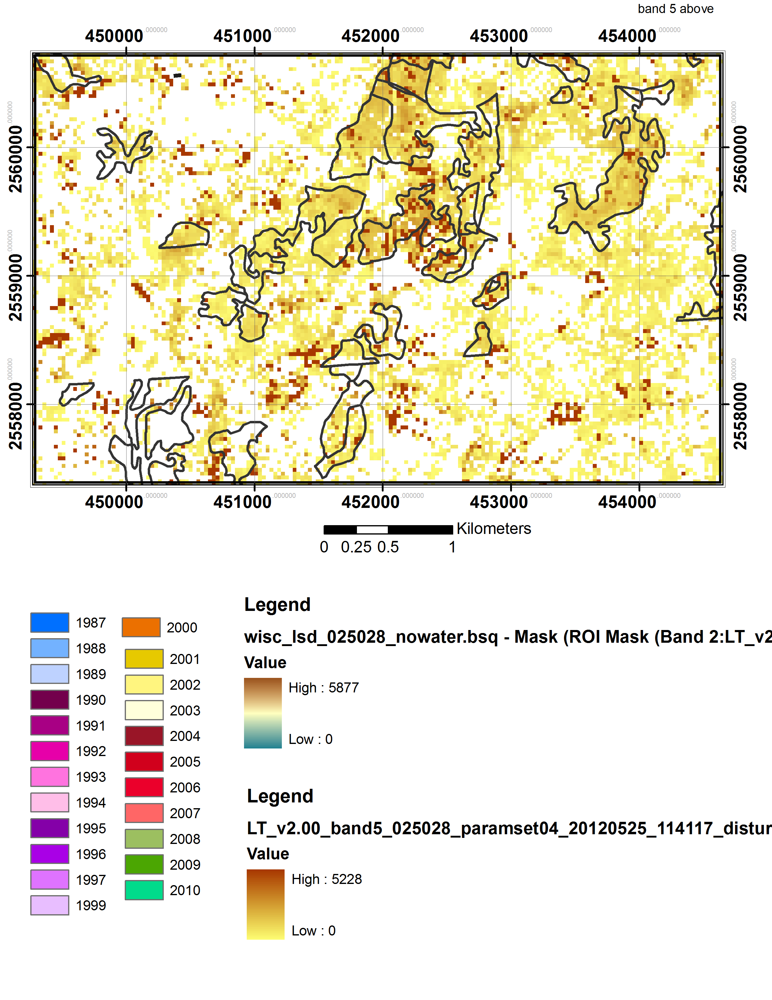 band 5 above
450000.000000 451000.000000 452000.000000 453000.000000 454000.000000
2560000.000000 2560000.000000
2559000.000000 2559000.000000
2558000.000000 2558000.000000
450000.000000 451000.000000 452000.000000 453000.000000 454000.000000
Kilometers
0 0.25 0.5 1
1987
1988
1989
1990
1991
1992
1993
1994
1995
1996
1997
1999
2000
2001
2002
2003
2004
2005
2006
2007
2008
2009
2010
Legend
wisc_lsd_025028_nowater.bsq - Mask (ROI Mask (Band 2:LT_v2
Value
High : 5877
Low : 0
Legend
LT_v2.00_band5_025028_paramset04_20120525_114117_distur
Value
High : 5228
Low : 0